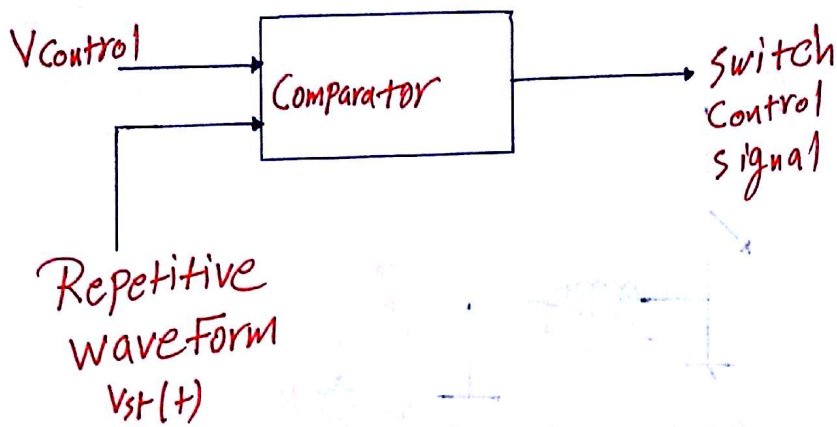 Vcontrol
Comparator
switch
control
signal
Repetitive
waveform
Vst(t)